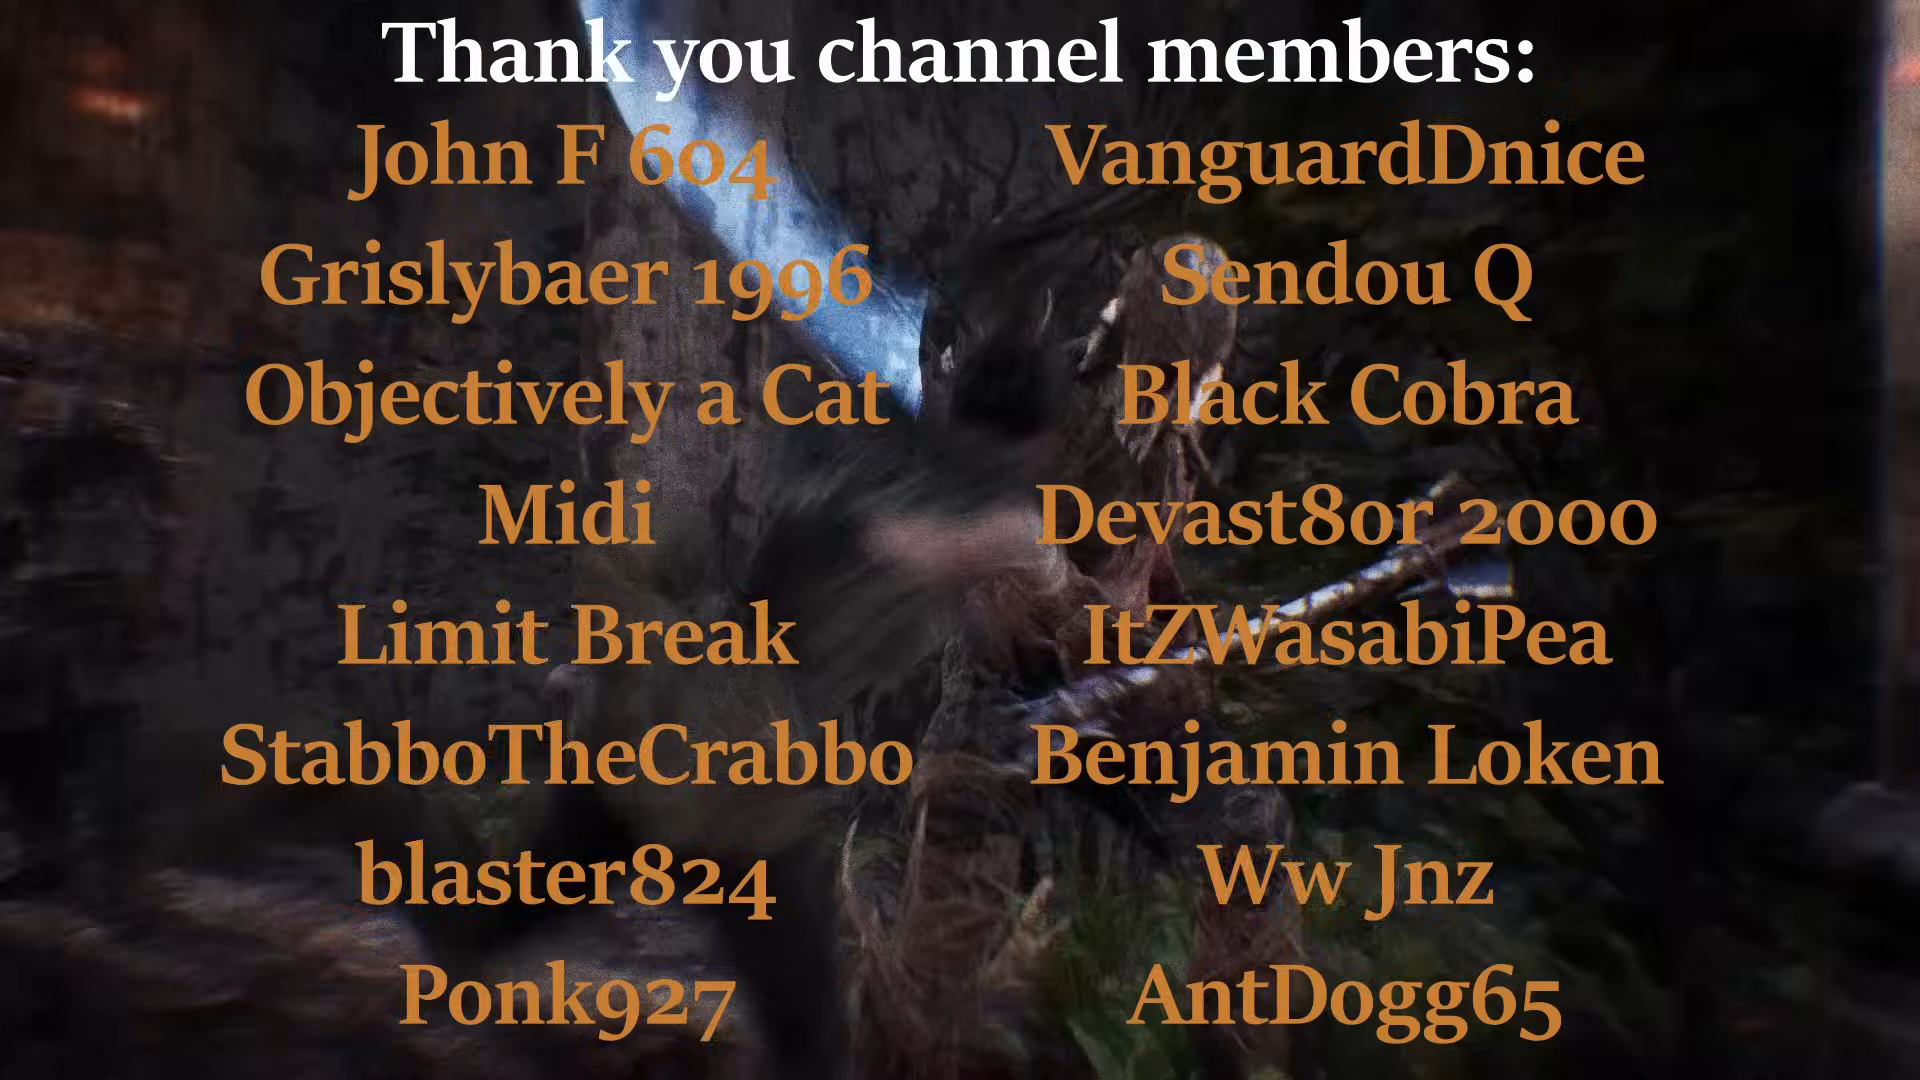 Thank you channel members:
John F 604
VanguardDnice
Grislybaer 1996
Sendou Q
Objectively a Cat
Black Cobra
Midi
Devast8or 2000
Limit Break
ItZWasabiPea
StabboTheCrabbo
Benjamin Loken
blaster824
Ww Jnz
Ponk927
AntDogg65